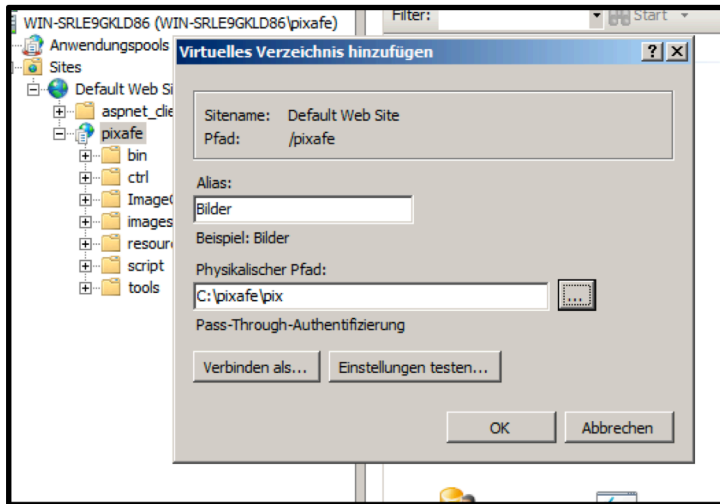 WIN-SRLE9GKLD86 (WIN-SRLE9GKLD86\pixafe)
Anwendungspools
Sites
Default Web Si
aspnet_clie
pixafe
bin
ctrl
ImageC
images
resourc
script
tools
Filter:
Start
Virtuelles Verzeichnis hinzufügen
Sitename: Default Web Site
Pfad: /pixafe
Alias:
Bilder
Beispiel: Bilder
Physikalischer Pfad:
C:\pixafe\pix
...
Pass-Through-Authentifizierung
Verbinden als... Einstellungen testen...
OK Abbrechen